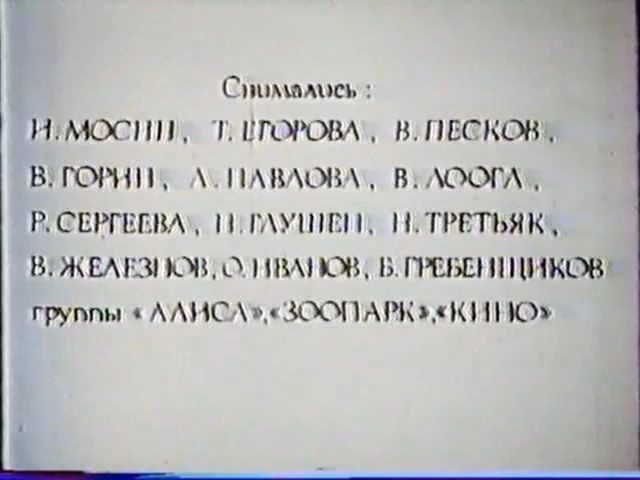 Снимались :
И. МОСИН, Т. ЕГОРОВА, В. ПЕСКОВ,
В. ГОРИН, А. ПАВЛОВА, В. ЛООГА,
Р. СЕРГЕЕВА, Н. ГЛУШЕН, Н. ТРЕТЬЯК,
В. ЖЕЛЕЗНОВ, О. ИВАНОВ, Б. ГРЕБЕНЩИКОВ
группы «АЛИСА», «ЗООПАРК», «КИНО»